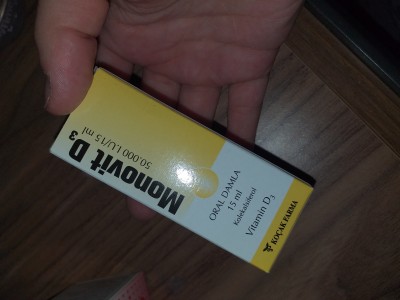 Monovit D3
50.000 I.U/15 ml
ORAL DAMLA
15 ml
Kolekalsiferol
Vitamin D3
KOÇAK FARMA